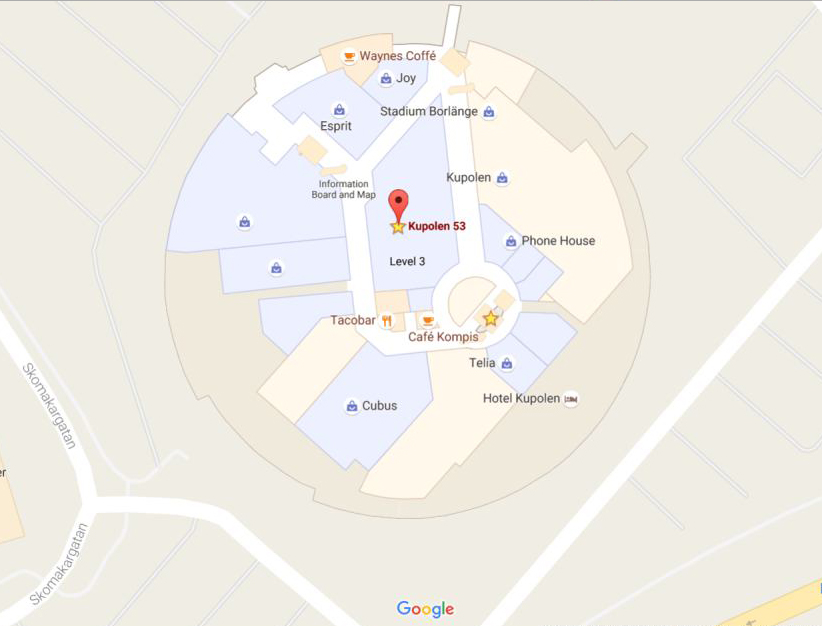 Waynes Coffé
Joy
Stadium Borlänge
Esprit
Kupolen
Information
Board and Map
Kupolen 53
Phone House
Level 3
Tacobar
Café Kompis
Telia
Hotel Kupolen
Cubus
Skomakargatan
er
Skomakargatan
Google